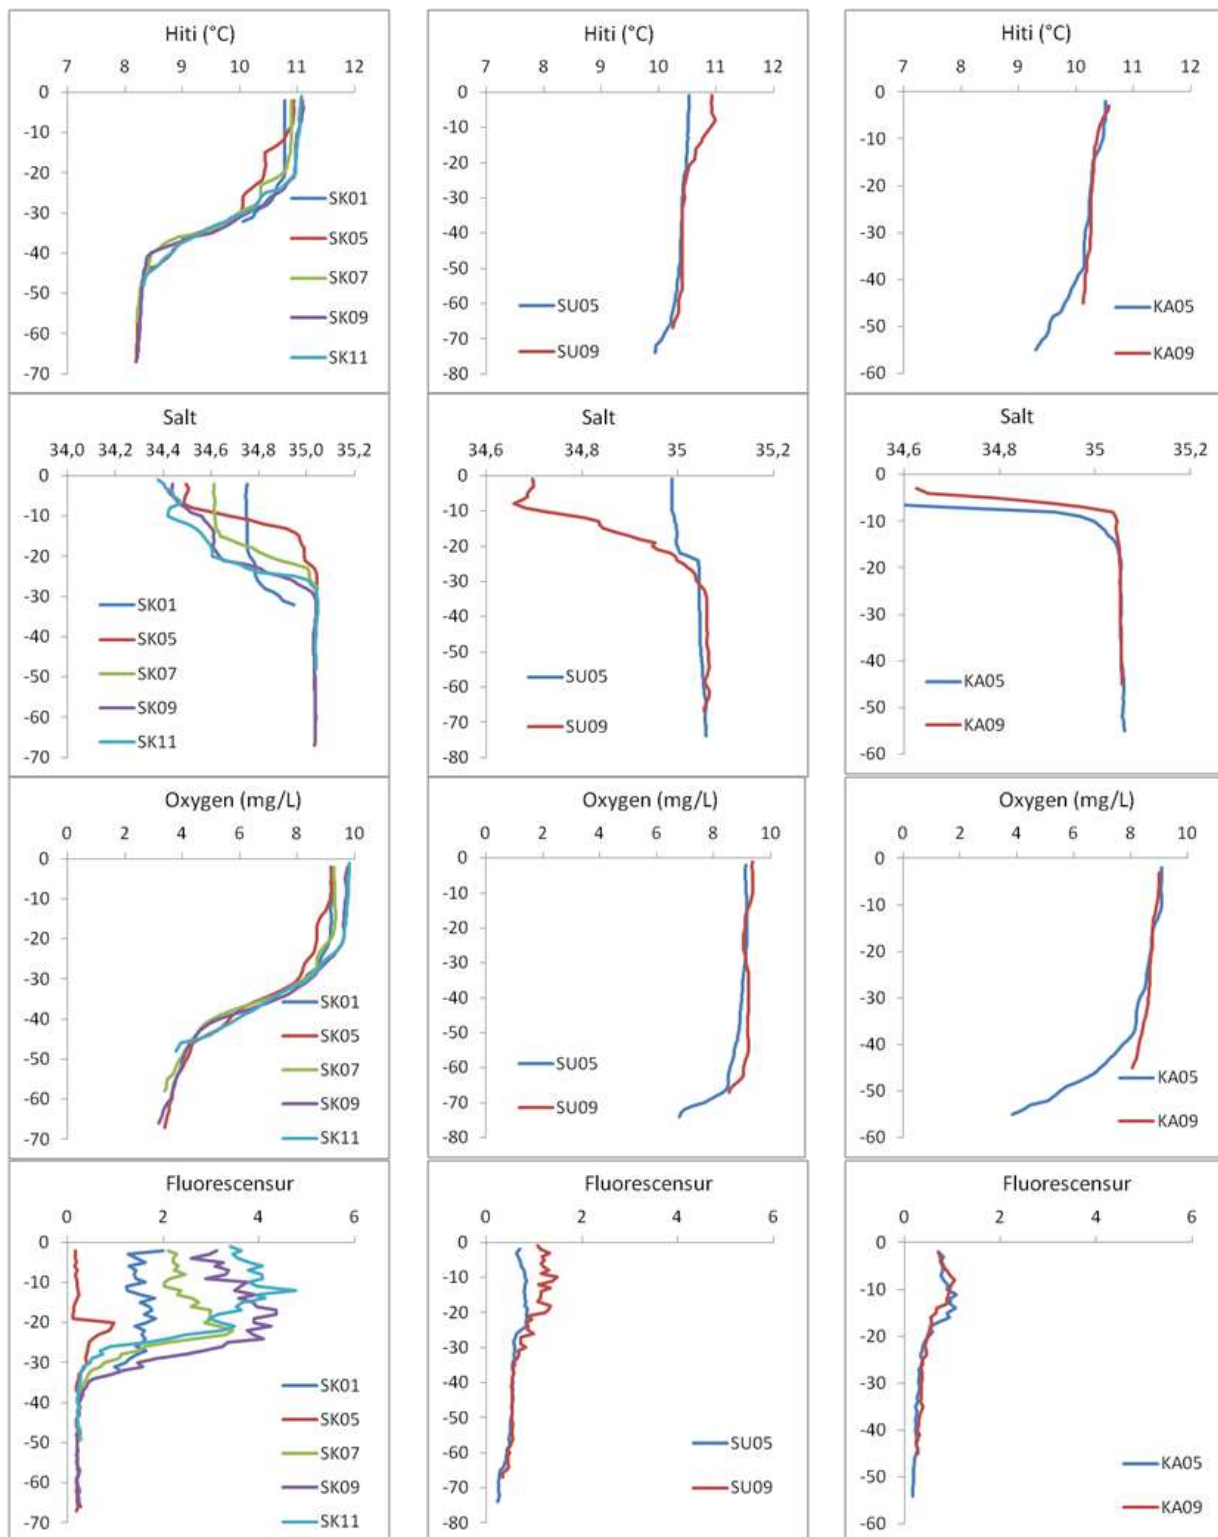 Hiti (°C)
7 8 9 10 11 12
0
-10
-20
-30
-40
-50
-60
-70
SK01
SK05
SK07
SK09
SK11
Hiti (°C)
7 8 9 10 11 12
0
-10
-20
-30
-40
-50
-60
-70
-80
SU05
SU09
Hiti (°C)
7 8 9 10 11 12
0
-10
-20
-30
-40
-50
-60
KA05
KA09
Salt
34,0 34,2 34,4 34,6 34,8 35,0 35,2
0
-10
-20
-30
-40
-50
-60
-70
SK01
SK05
SK07
SK09
SK11
Salt
34,6 34,8 35 35,2
0
-10
-20
-30
-40
-50
-60
-70
-80
SU05
SU09
Salt
34,6 34,8 35 35,2
0
-10
-20
-30
-40
-50
-60
KA05
KA09
Oxygen (mg/L)
0 2 4 6 8 10
0
-10
-20
-30
-40
-50
-60
-70
SK01
SK05
SK07
SK09
SK11
Oxygen (mg/L)
0 2 4 6 8 10
0
-10
-20
-30
-40
-50
-60
-70
-80
SU05
SU09
Oxygen (mg/L)
0 2 4 6 8 10
0
-10
-20
-30
-40
-50
-60
KA05
KA09
Fluorescensur
0 2 4 6
0
-10
-20
-30
-40
-50
-60
-70
SK01
SK05
SK07
SK09
SK11
Fluorescensur
0 2 4 6
0
-10
-20
-30
-40
-50
-60
-70
-80
SU05
SU09
Fluorescensur
0 2 4 6
0
-10
-20
-30
-40
-50
-60
KA05
KA09